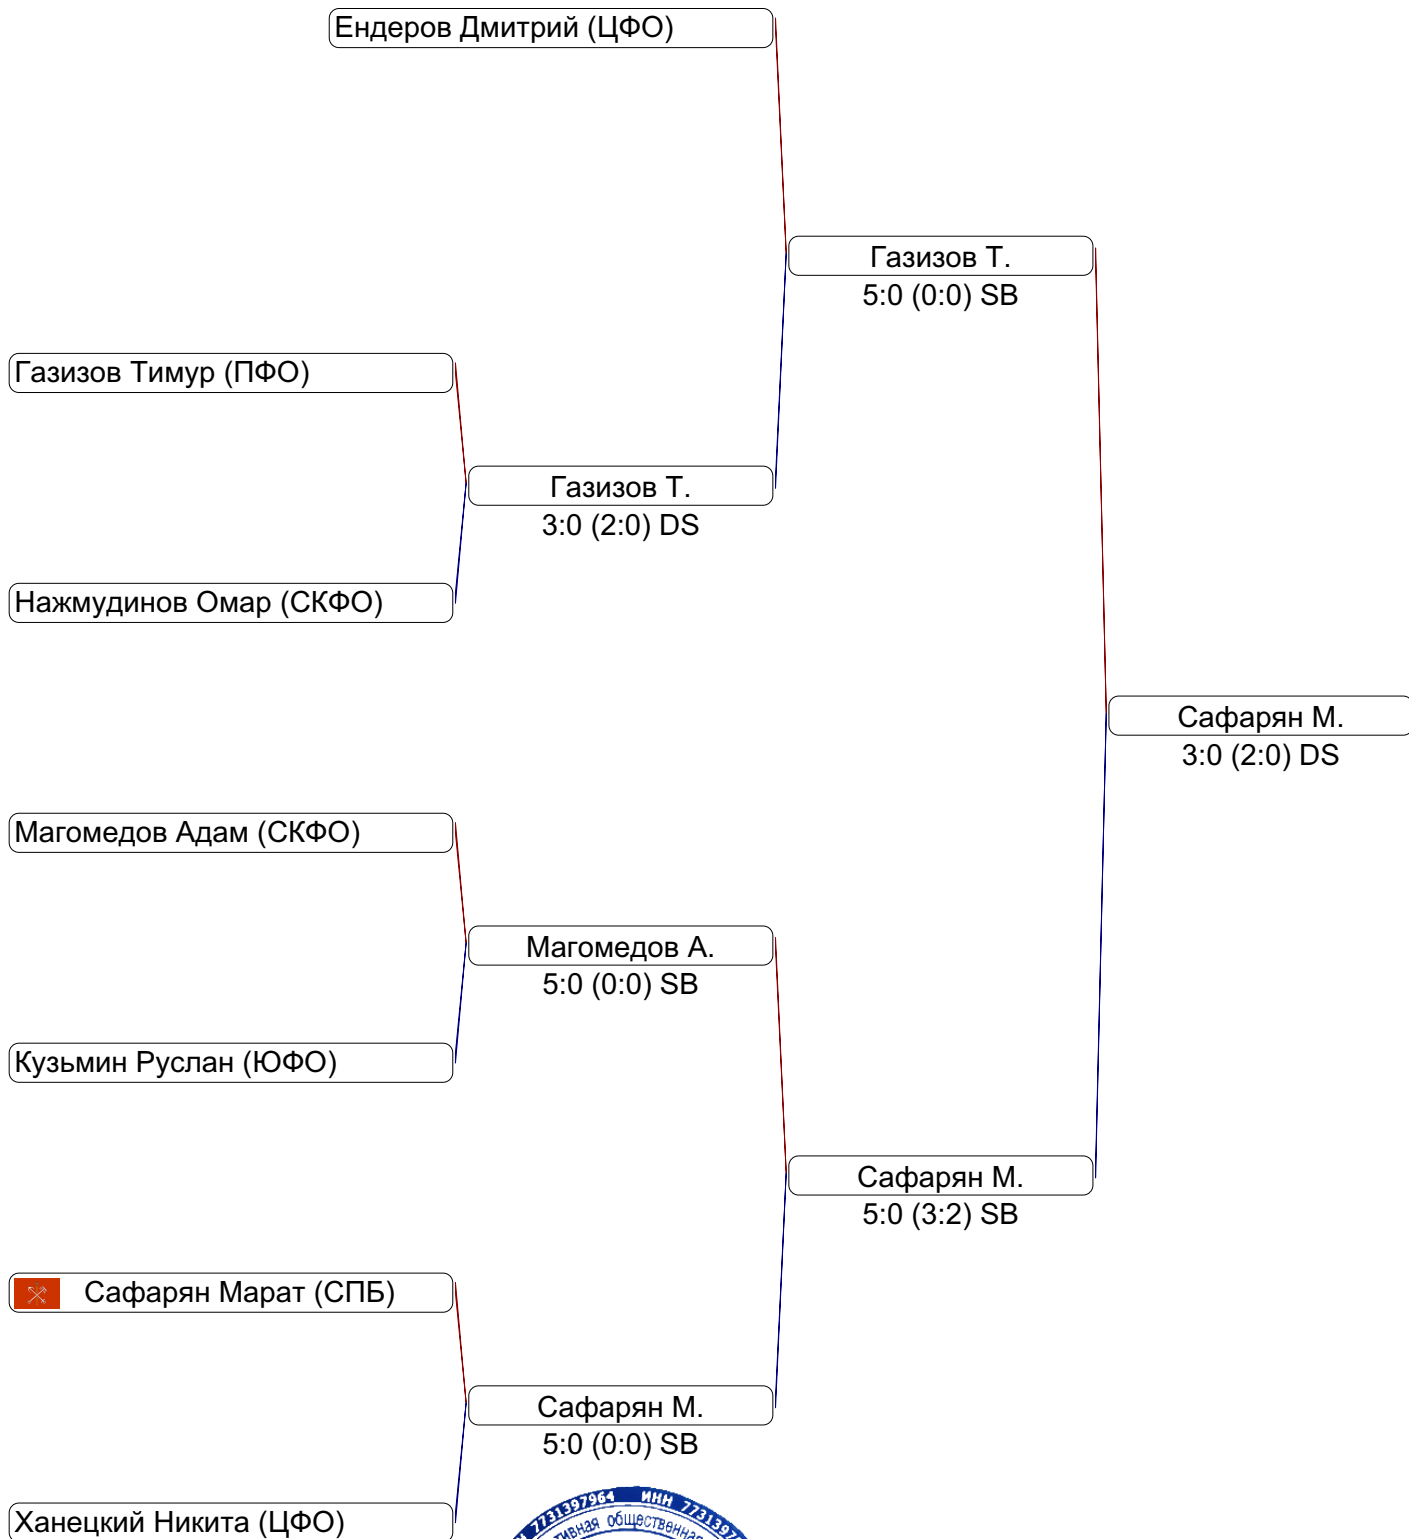 Ендеров Дмитрий (ЦФО)
Газизов Т.
5:0 (0:0) SB
Газизов Тимур (ПФО)
Газизов Т.
3:0 (2:0) DS
Нажмудинов Омар (СКФО)
Сафарян М.
3:0 (2:0) DS
Магомедов Адам (СКФО)
Магомедов А.
5:0 (0:0) SB
Кузьмин Руслан (ЮФО)
Сафарян М.
5:0 (3:2) SB
Сафарян Марат (СПБ)
Сафарян М.
5:0 (0:0) SB
Ханецкий Никита (ЦФО)
7731397964 ИНН
общественная